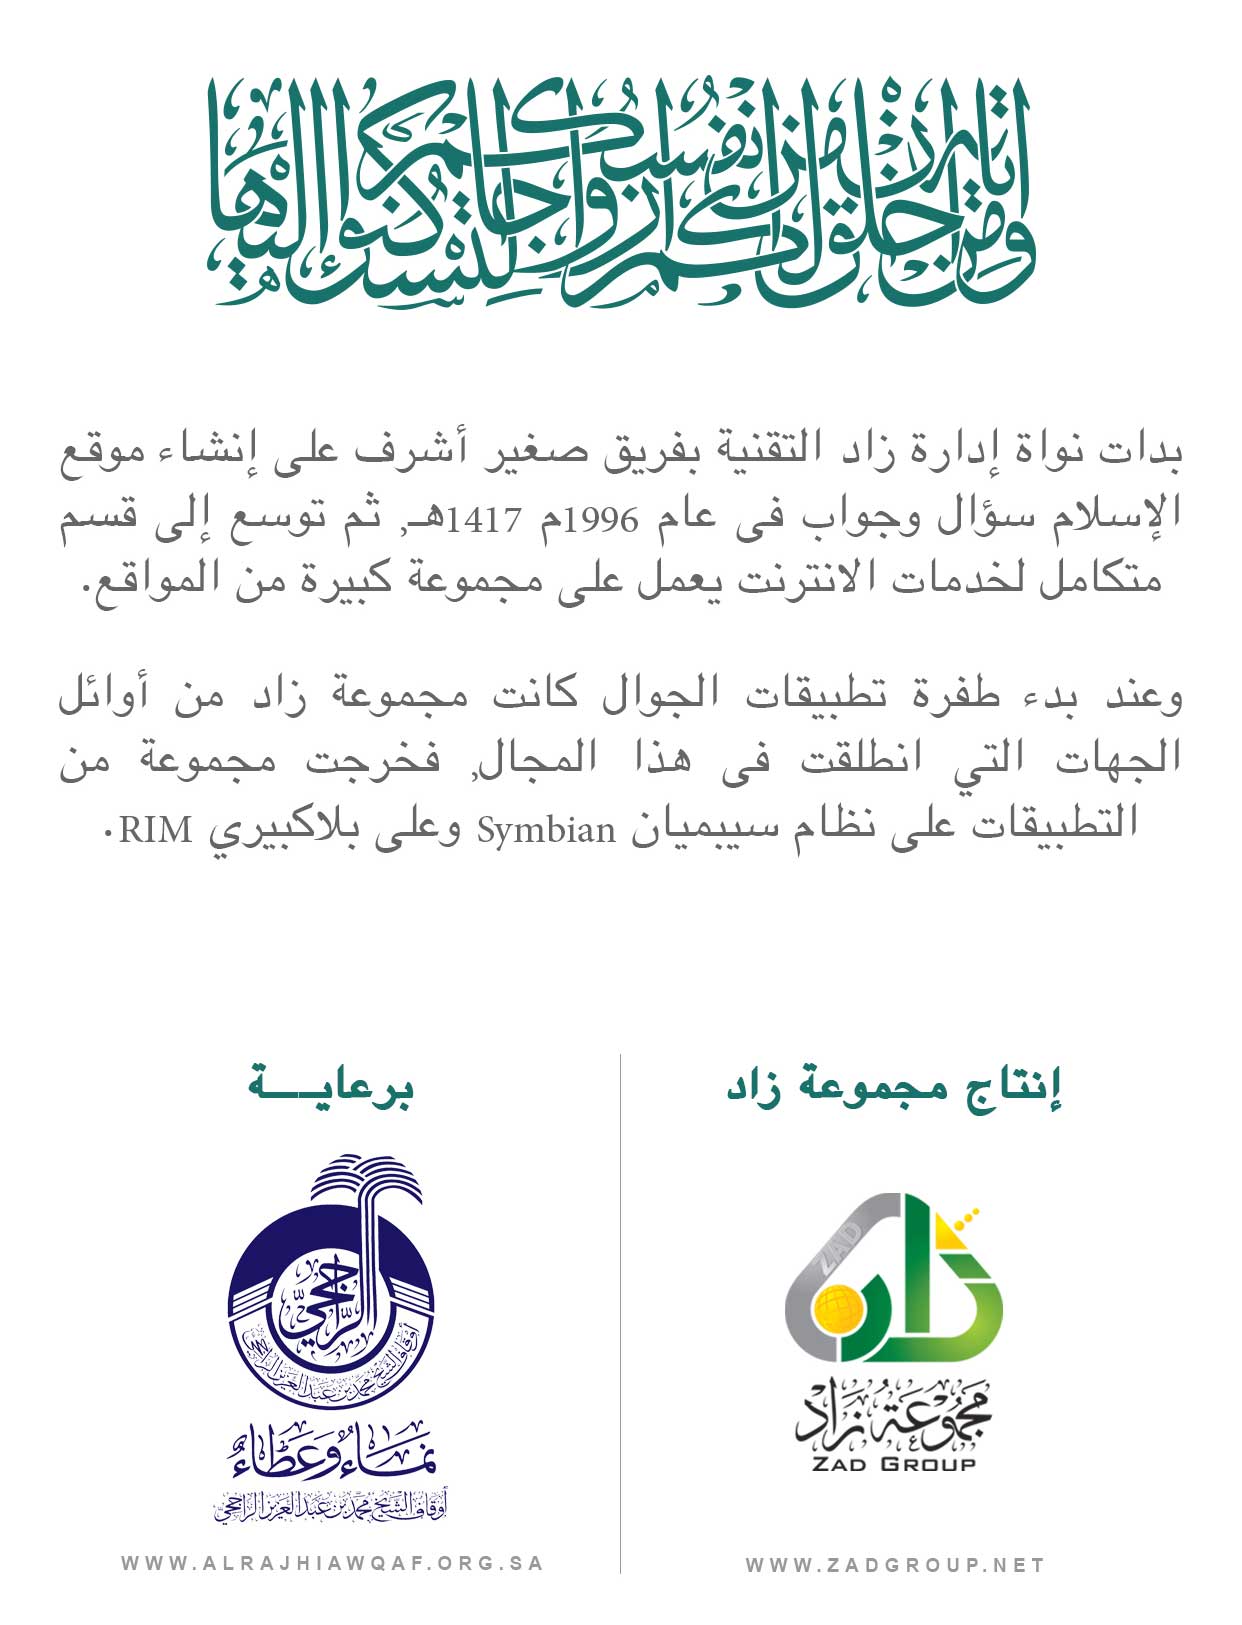 ومن آياته أن خلق لكم من أنفسكم أزواجا لتسكنوا إليها
بدات نواة إدارة زاد التقنية بفريق صغير أشرف على إنشاء موقع
الإسلام سؤال وجواب فى عام 1996م 1417هـ, ثم توسع إلى قسم
متكامل لخدمات الانترنت يعمل على مجموعة كبيرة من المواقع.
وعند بدء طفرة تطبيقات الجوال كانت مجموعة زاد من أوائل
الجهات التي انطلقت فى هذا المجال, فخرجت مجموعة من
التطبيقات على نظام سيبميان Symbian وعلى بلاكبيري RIM.
إنتاج مجموعة زاد
زاد
ZAD
مجموعة زاد
ZAD GROUP
WWW.ZADGROUP.NET
برعايـــة
الراجحي
أوقاف الشيخ محمد بن عبدالعزيز الراجحي
نماء وعطاء
أوقاف الشيخ محمد بن عبدالعزيز الراجحي
WWW.ALRAJHIAWQAF.ORG.SA